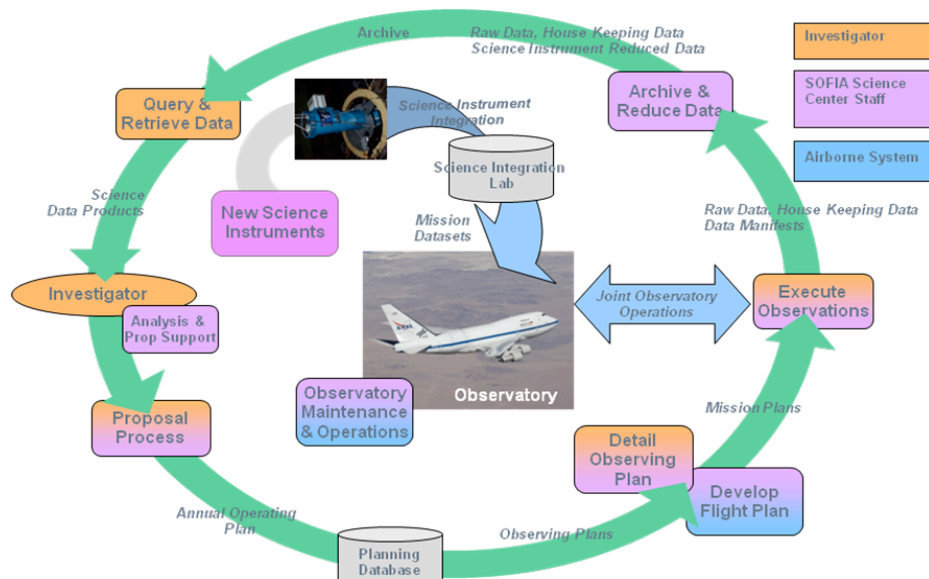 Archive
Raw Data, House Keeping Data
Science Instrument Reduced Data
Investigator
SOFIA Science
Center Staff
Airborne System
Query &
Retrieve Data
Science Instrument
Integration
Archive &
Reduce Data
Science Integration
Lab
Science
Data Products
New Science
Instruments
Mission
Datasets
Raw Data, House Keeping Data
Data Manifests
Investigator
Analysis &
Prop Support
Joint Observatory
Operations
Execute
Observations
Observatory
Observatory
Maintenance
& Operations
Proposal
Process
Mission Plans
Detail
Observing
Plan
Develop
Flight Plan
Annual Operating
Plan
Observing Plans
Planning
Database